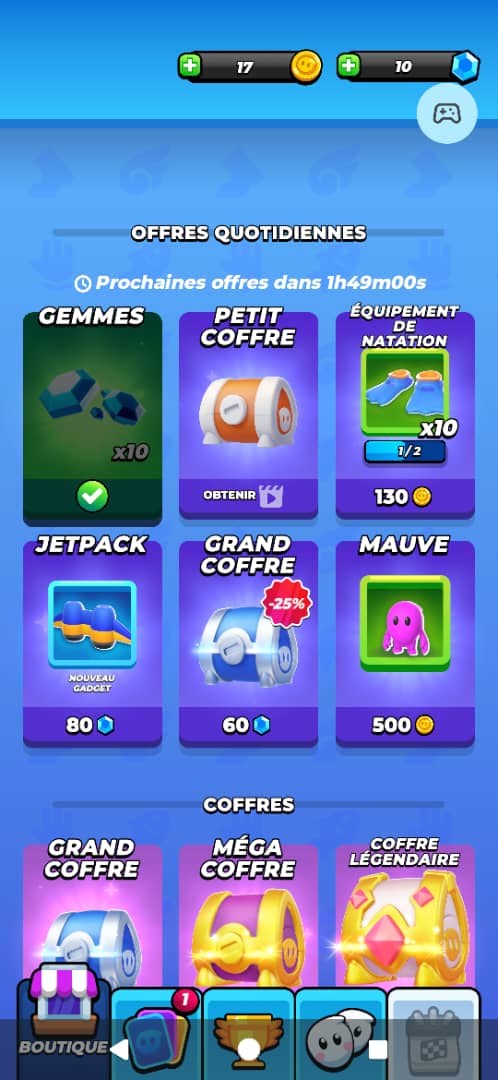 17
10
OFFRES QUOTIDIENNES
Prochaines offres dans 1h49m00s
GEMMES
x10
PETIT
COFFRE
OBTENIR
ÉQUIPEMENT
DE
NATATION
x10
1/2
130
JETPACK
NOUVEAU
GADGET
80
GRAND
COFFRE
-25%
60
MAUVE
500
COFFRES
GRAND
COFFRE
MÉGA
COFFRE
COFFRE
LÉGENDAIRE
1
BOUTIQUE